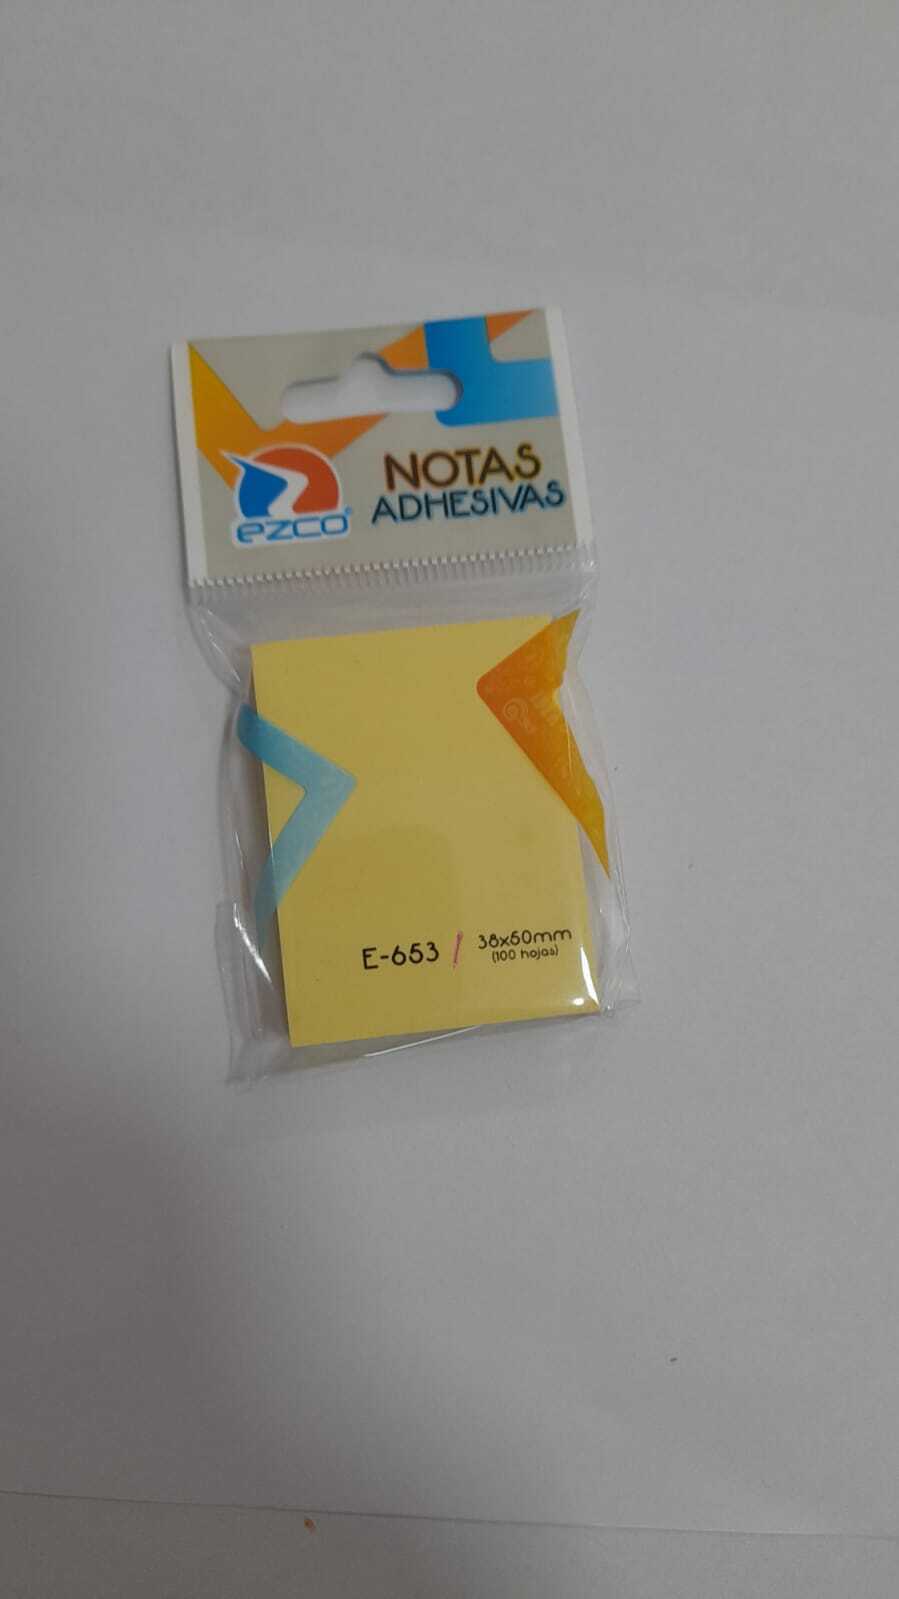 NOTAS
ADHESIVAS
ezco®
E-653 / 38x50mm
(100 hojas)